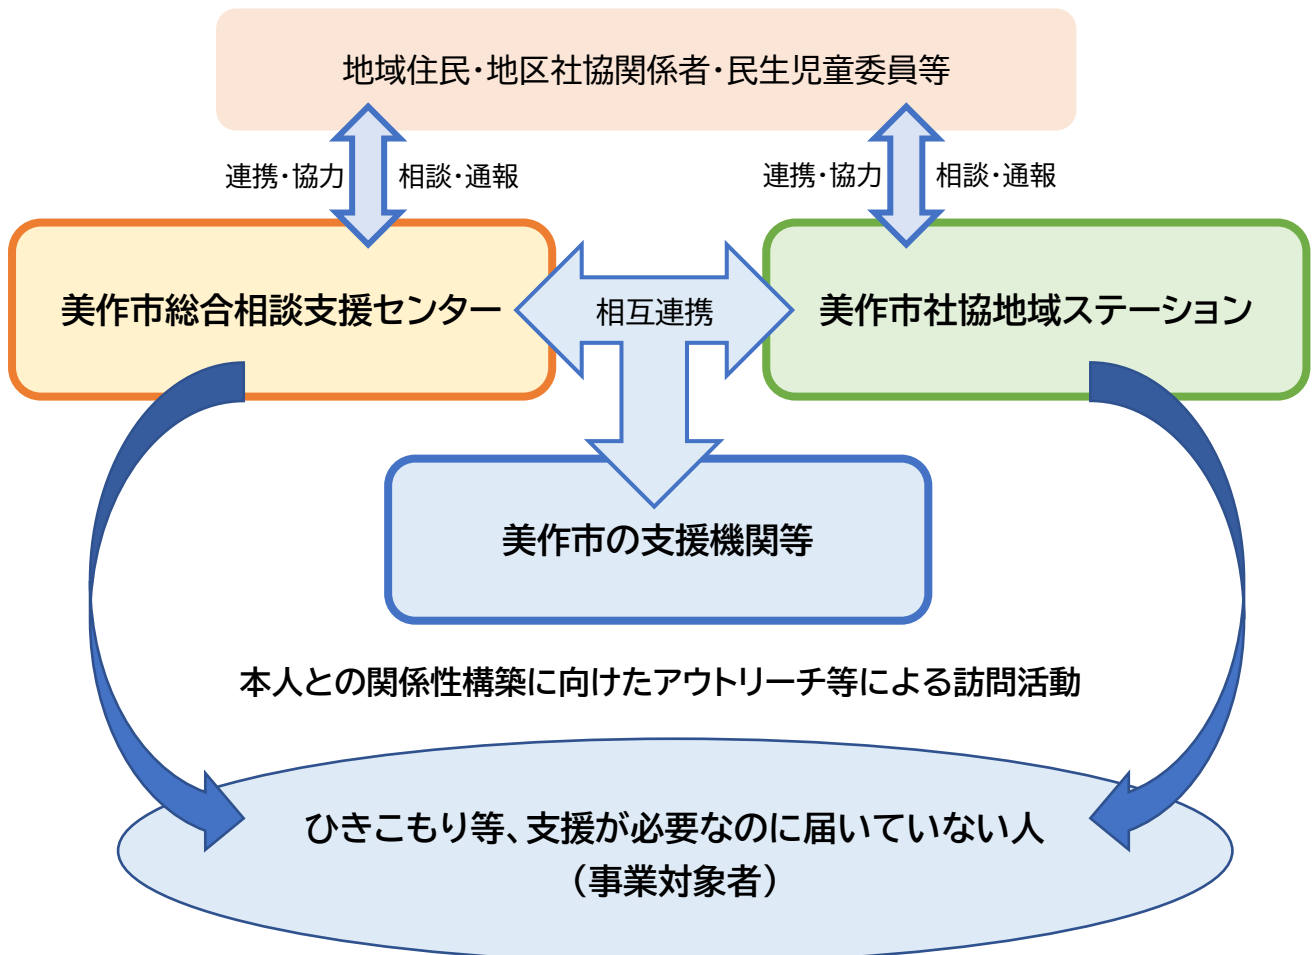 地域住民・地区社協関係者・民生児童委員等
連携・協力
相談・通報
連携・協力
相談・通報
美作市総合相談支援センター
相互連携
美作市社協地域ステーション
美作市の支援機関等
本人との関係性構築に向けたアウトリーチ等による訪問活動
ひきこもり等、支援が必要なのに届いていない人
（事業対象者）